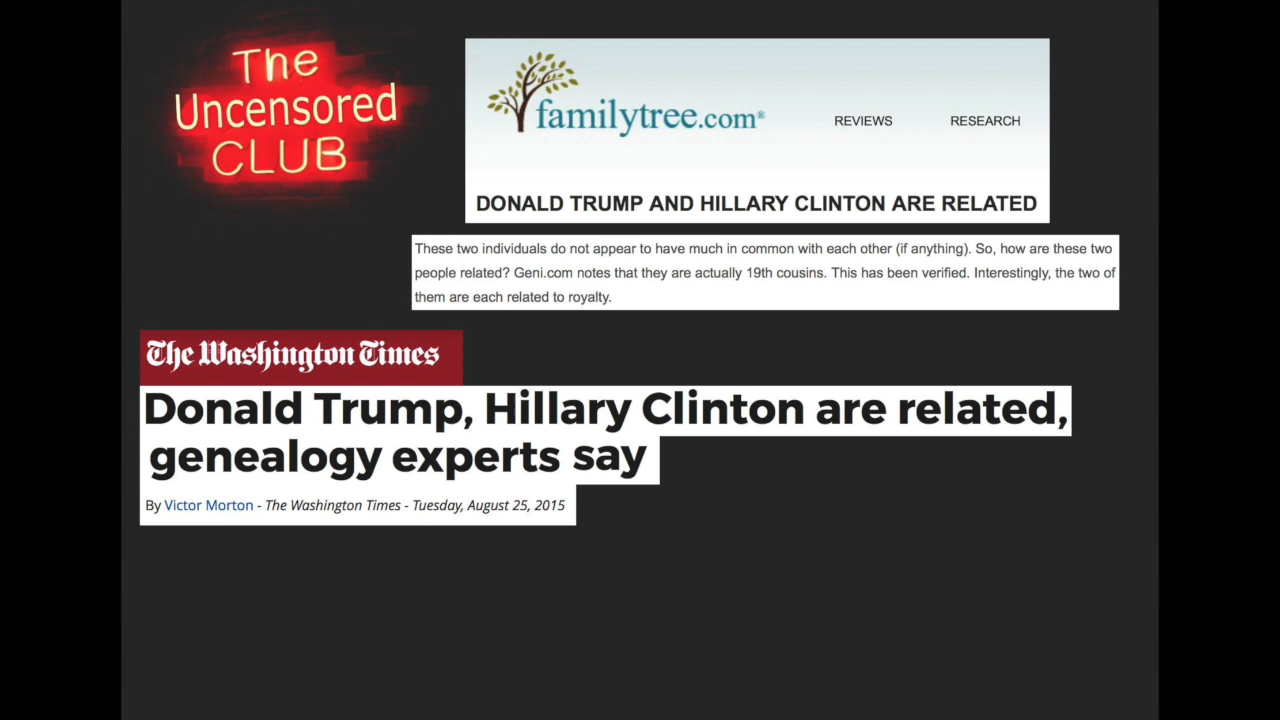 The
Uncensored
CLUB
familytree.com®
REVIEWS
RESEARCH
DONALD TRUMP AND HILLARY CLINTON ARE RELATED
These two individuals do not appear to have much in common with each other (if anything). So, how are these two
people related? Geni.com notes that they are actually 19th cousins. This has been verified. Interestingly, the two of
them are each related to royalty.
The Washington Times
Donald Trump, Hillary Clinton are related,
genealogy experts say
By Victor Morton - The Washington Times - Tuesday, August 25, 2015